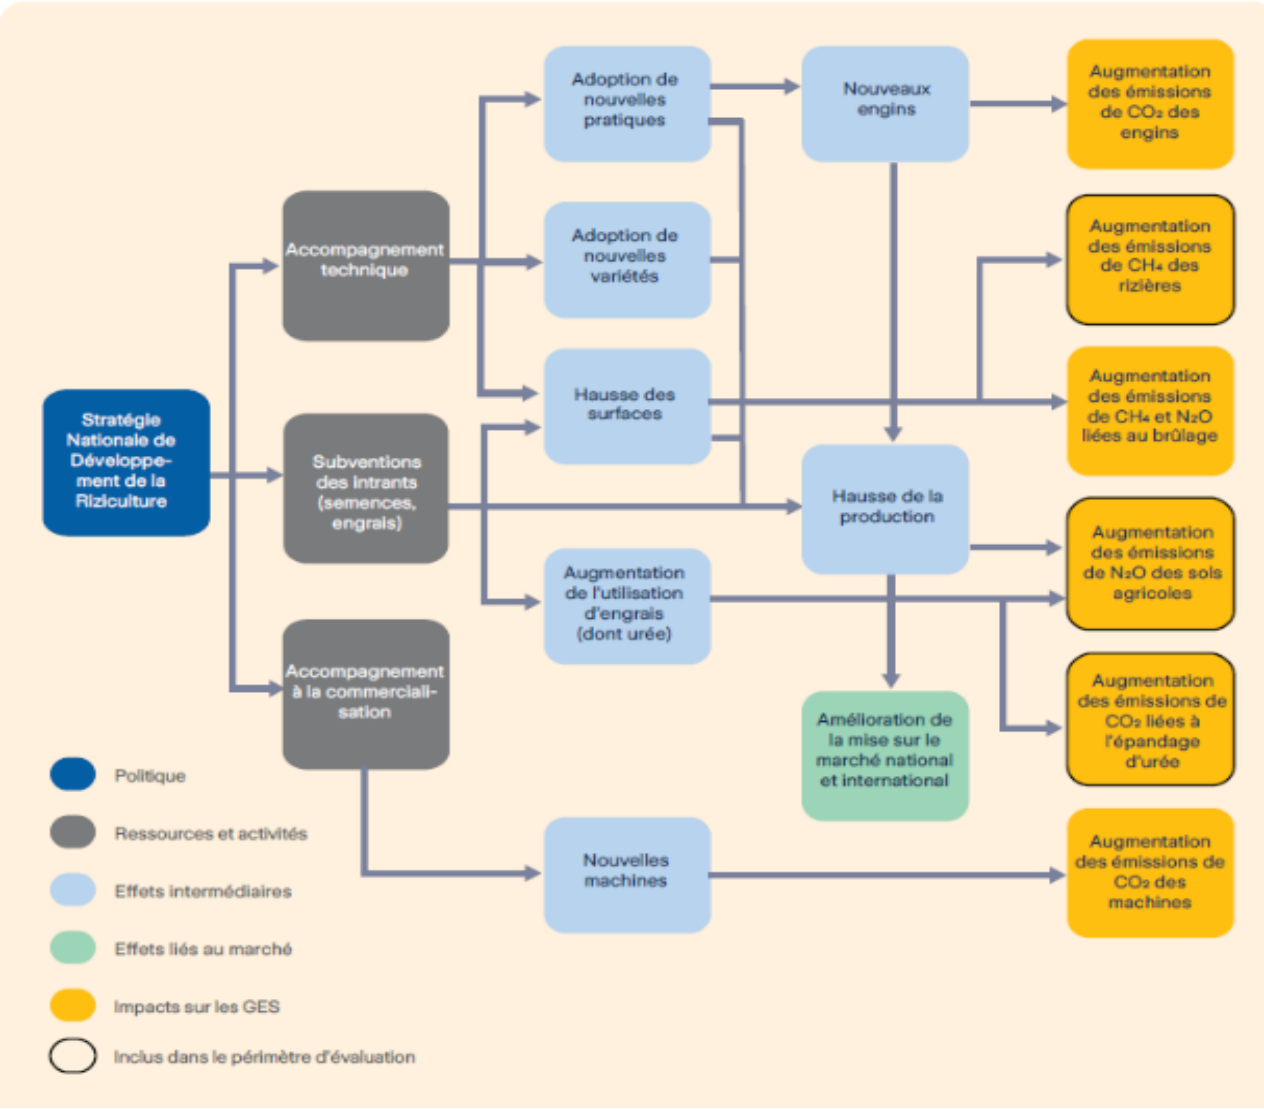 Adoption de
nouvelles
pratiques
Nouveaux
engins
Augmentation
des émissions
de CO₂ des
engins
Accompagnement
technique
Adoption de
nouvelles
variétés
Augmentation
des émissions
de CH₄ des
rizières
Stratégie
Nationale de
Développe-
ment de la
Riziculture
Subventions
des intrants
(semences,
engrais)
Hausse des
surfaces
Augmentation
des émissions
de CH₄ et N₂O
liées au brûlage
Hausse de la
production
Augmentation
des émissions
de N₂O des sols
agricoles
Augmentation
de l'utilisation
d'engrais
(dont urée)
Accompagnement
à la commerciali-
sation
Amélioration de
la mise sur le
marché national
et international
Augmentation
des émissions de
CO₂ liées à
l'épandage
d'urée
Nouvelles
machines
Augmentation
des émissions de
CO₂ des
machines
Politique
Ressources et activités
Effets intermédiaires
Effets liés au marché
Impacts sur les GES
Inclus dans le périmètre d'évaluation